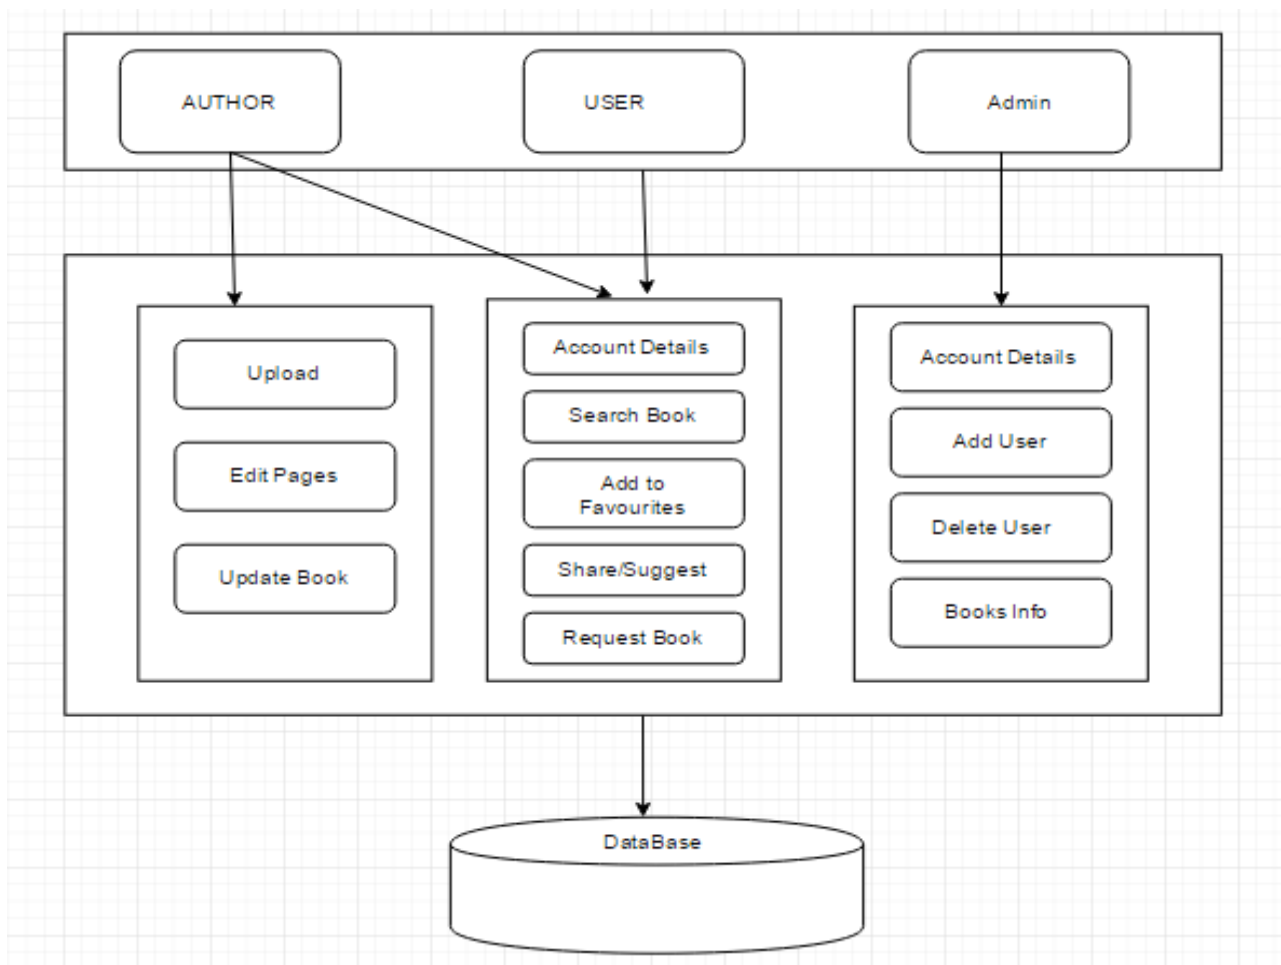 AUTHOR
USER
Admin
Upload
Edit Pages
Update Book
Account Details
Search Book
Add to
Favourites
Share/Suggest
Request Book
Account Details
Add User
Delete User
Books Info
DataBase